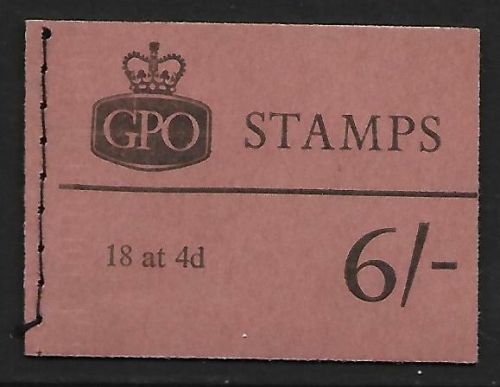 GPO STAMPS
18 at 4d
6/-